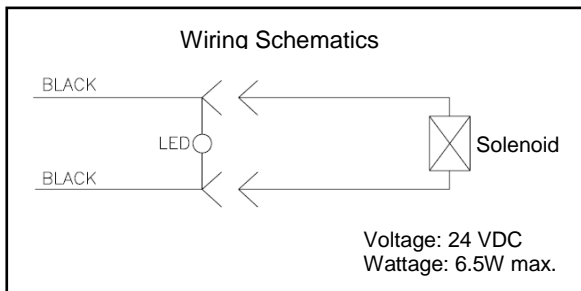 Wiring Schematics
BLACK
LED
Solenoid
BLACK
Voltage: 24 VDC
Wattage: 6.5W max.